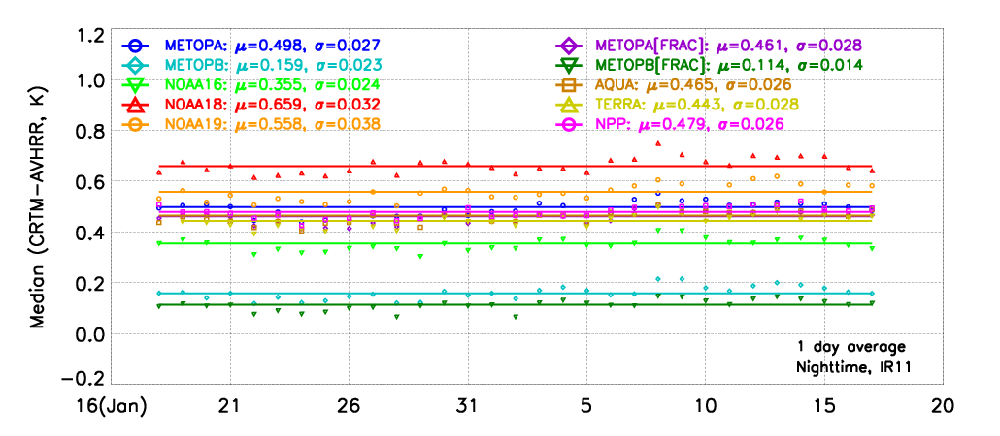 1.2
METOPA: μ=0.498, σ=0.027
METOPA[FRAC]: μ=0.461, σ=0.028
METOPB: μ=0.159, σ=0.023
METOPB[FRAC]: μ=0.114, σ=0.014
1.0
NOAA16: μ=0.355, σ=0.024
AQUA: μ=0.465, σ=0.026
NOAA18: μ=0.659, σ=0.032
TERRA: μ=0.443, σ=0.028
0.8
NOAA19: μ=0.558, σ=0.038
NPP: μ=0.479, σ=0.026
0.6
0.4
0.2
0.0
−0.2
Median (CRTM−AVHRR, K)
1 day average
Nighttime, IR11
16(Jan) 21 26 31 5 10 15 20